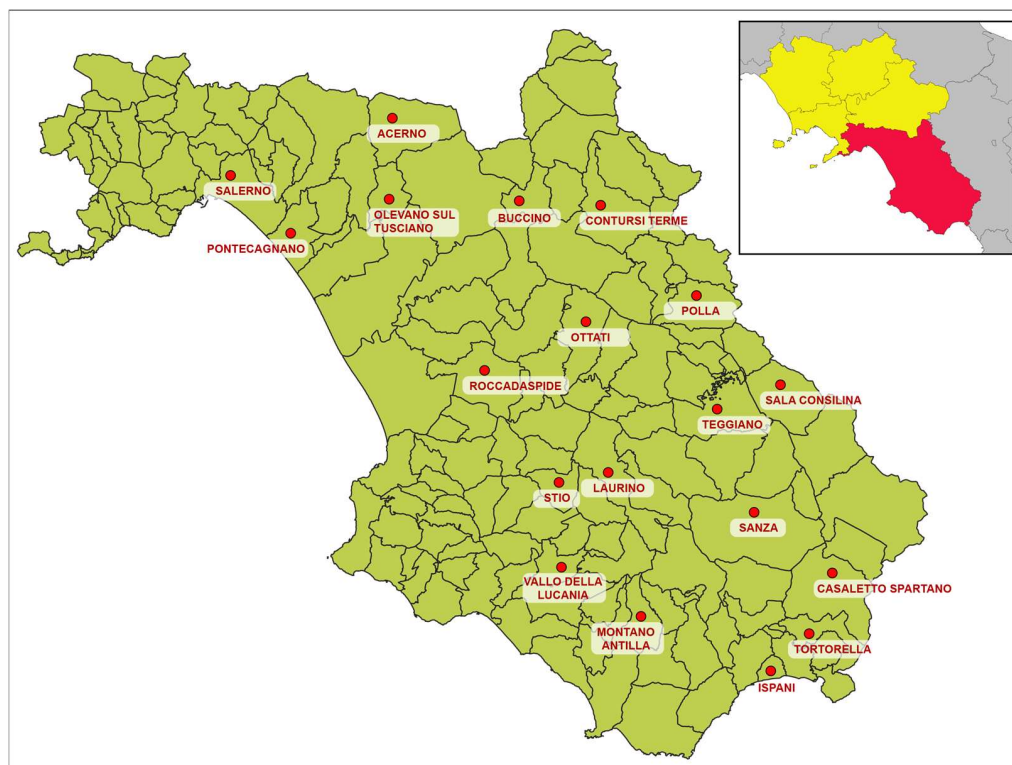 ACERNO
SALERNO
OLEVANO SUL
TUSCIANO
BUCCINO
CONTURSI TERME
PONTECAGNANO
POLLA
OTTATI
ROCCADASPIDE
SALA CONSILINA
TEGGIANO
LAURINO
STIO
SANZA
VALLO DELLA
LUCANIA
CASALETTO SPARTANO
MONTANO
ANTILLA
TORTORELLA
ISPANI